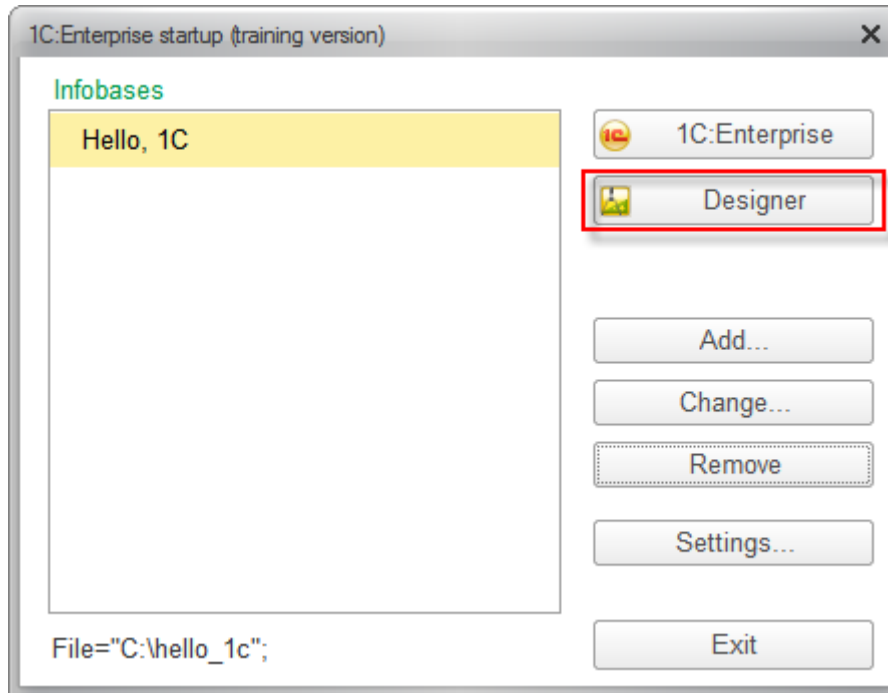 1C:Enterprise startup (training version)
Infobases
Hello, 1C
1C:Enterprise
Designer
Add...
Change...
Remove
Settings...
File="C:\hello_1c";
Exit